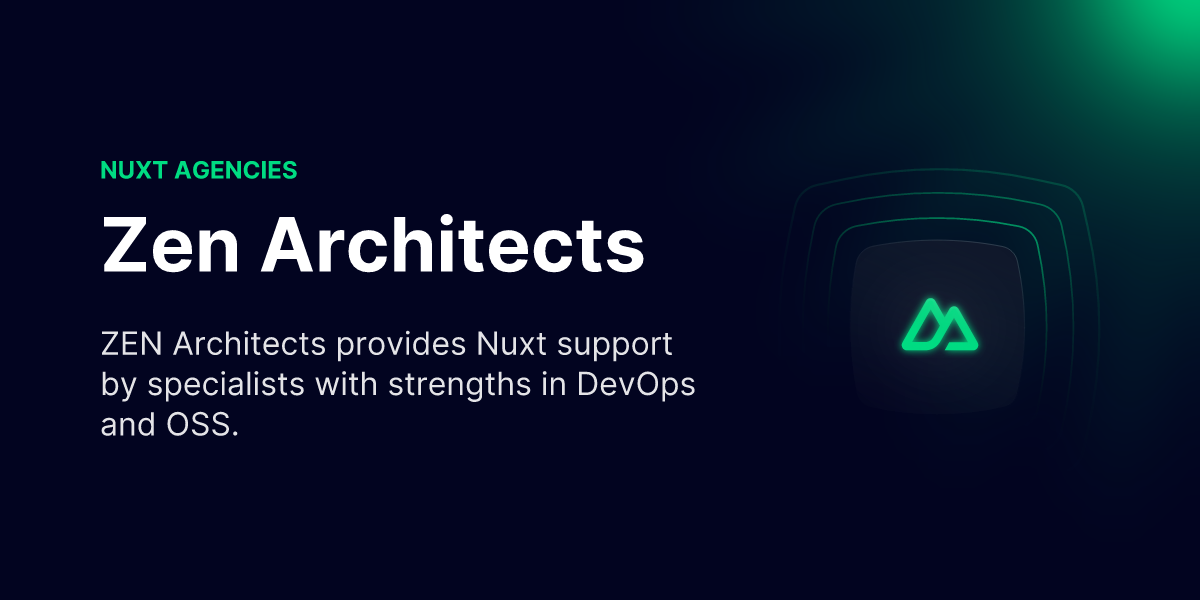 NUXT AGENCIES
Zen Architects
ZEN Architects provides Nuxt support
by specialists with strengths in DevOps
and OSS.